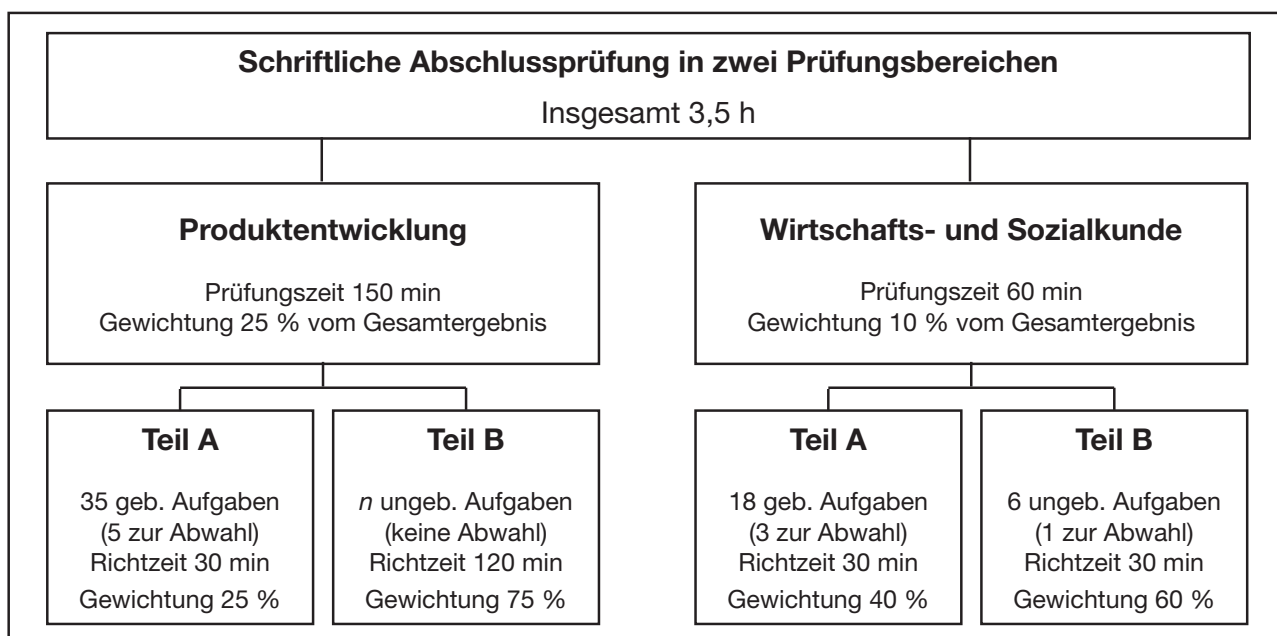 Schriftliche Abschlussprüfung in zwei Prüfungsbereichen
Insgesamt 3,5 h
Produktentwicklung
Prüfungszeit 150 min
Gewichtung 25 % vom Gesamtergebnis
Wirtschafts- und Sozialkunde
Prüfungszeit 60 min
Gewichtung 10 % vom Gesamtergebnis
Teil A
35 geb. Aufgaben
(5 zur Abwahl)
Richtzeit 30 min
Gewichtung 25 %
Teil B
n ungeb. Aufgaben
(keine Abwahl)
Richtzeit 120 min
Gewichtung 75 %
Teil A
18 geb. Aufgaben
(3 zur Abwahl)
Richtzeit 30 min
Gewichtung 40 %
Teil B
6 ungeb. Aufgaben
(1 zur Abwahl)
Richtzeit 30 min
Gewichtung 60 %